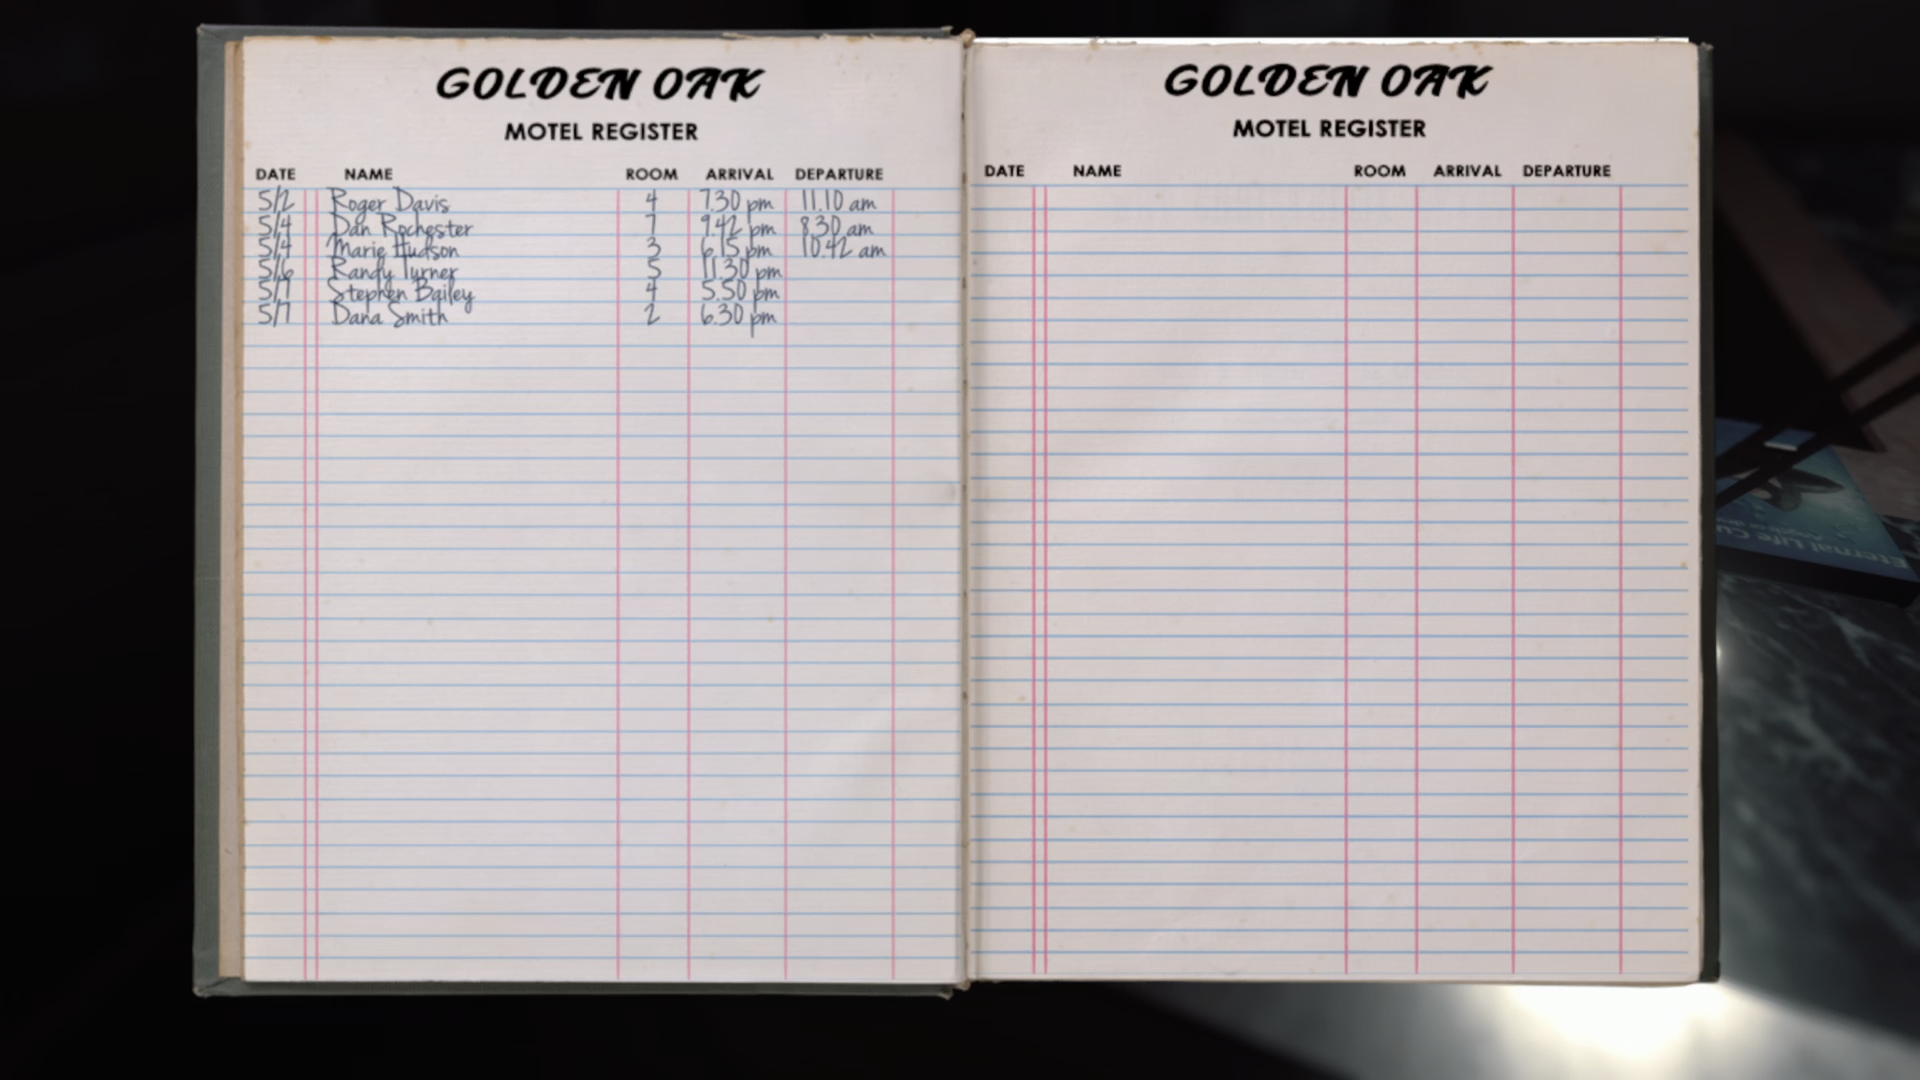 GOLDEN OAK
MOTEL REGISTER
DATE NAME ROOM ARRIVAL DEPARTURE
5/2 Roger Davis 4 7.30 pm 11.10 am
5/4 Dan Rochester 7 9.42 pm 8.30 am
5/4 Marie Hudson 3 6.15 pm 10.42 am
5/6 Randy Turner 5 11.30 pm
5/7 Stephen Bailey 4 5.50 pm
5/7 Dana Smith 2 6.30 pm
GOLDEN OAK
MOTEL REGISTER
DATE NAME ROOM ARRIVAL DEPARTURE
Eternal Life